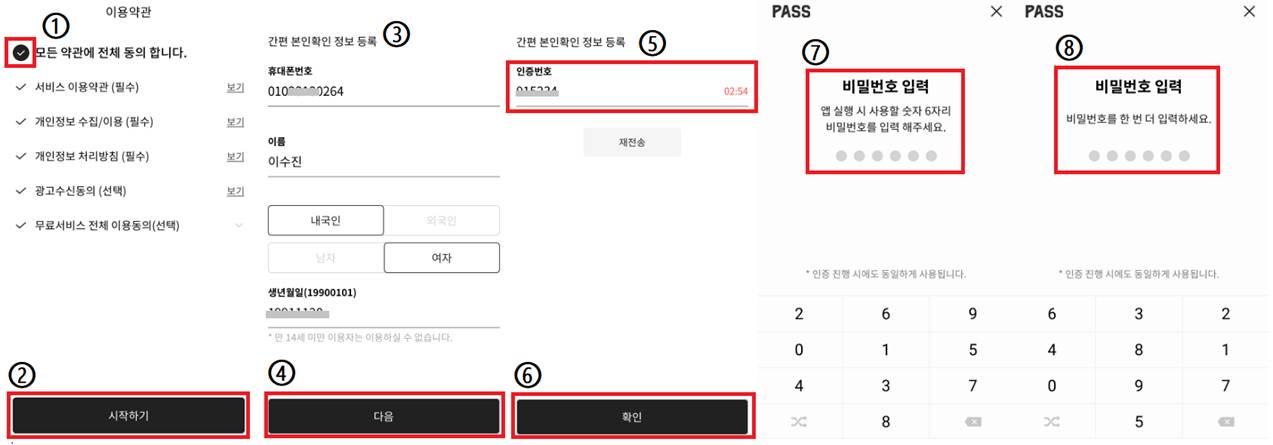 이용약관
①
모든 약관에 전체 동의 합니다.
서비스 이용약관 (필수) 보기
개인정보 수집/이용 (필수) 보기
개인정보 처리방침 (필수) 보기
광고수신동의 (선택) 보기
무료서비스 전체 이용동의(선택)
②
시작하기
간편 본인확인 정보 등록 ③
휴대폰번호
0264
이름
이수진
내국인 외국인
남자 여자
생년월일(19900101)
* 만 14세 미만 이용자는 이용하실 수 없습니다.
④
다음
간편 본인확인 정보 등록 ⑤
인증번호
02:54
재전송
⑥
확인
PASS
⑦
비밀번호 입력
앱 실행 시 사용할 숫자 6자리
비밀번호를 입력 해주세요.
* 인증 진행 시에도 동일하게 사용됩니다.
2 6 9
0 1 5
4 3 7
8
PASS
⑧
비밀번호 입력
비밀번호를 한 번 더 입력하세요.
* 인증 진행 시에도 동일하게 사용됩니다.
6 3 2
4 8 1
0 9 7
5